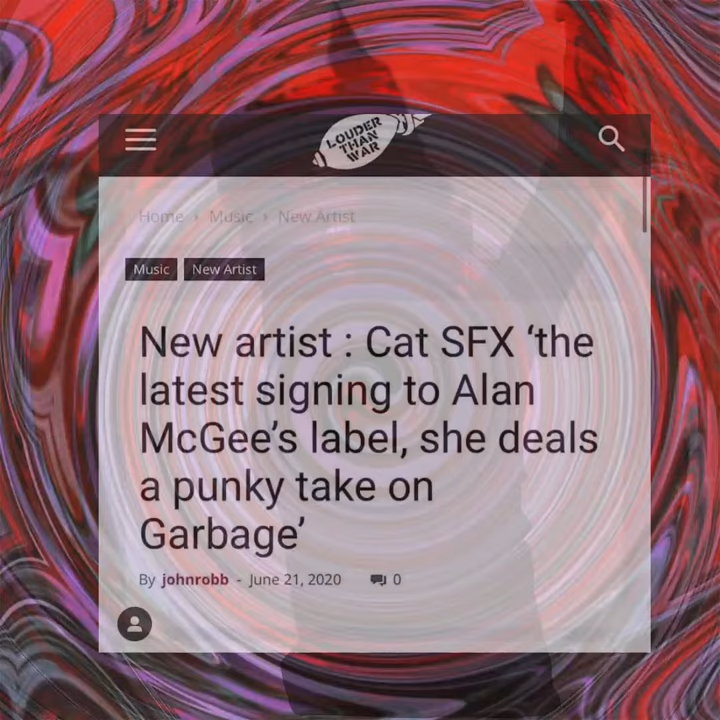 LOUDER
THAN
WAR
Home › Music › New Artist
Music New Artist
New artist : Cat SFX ‘the
latest signing to Alan
McGee’s label, she deals
a punky take on
Garbage’
By johnrobb - June 21, 2020 0